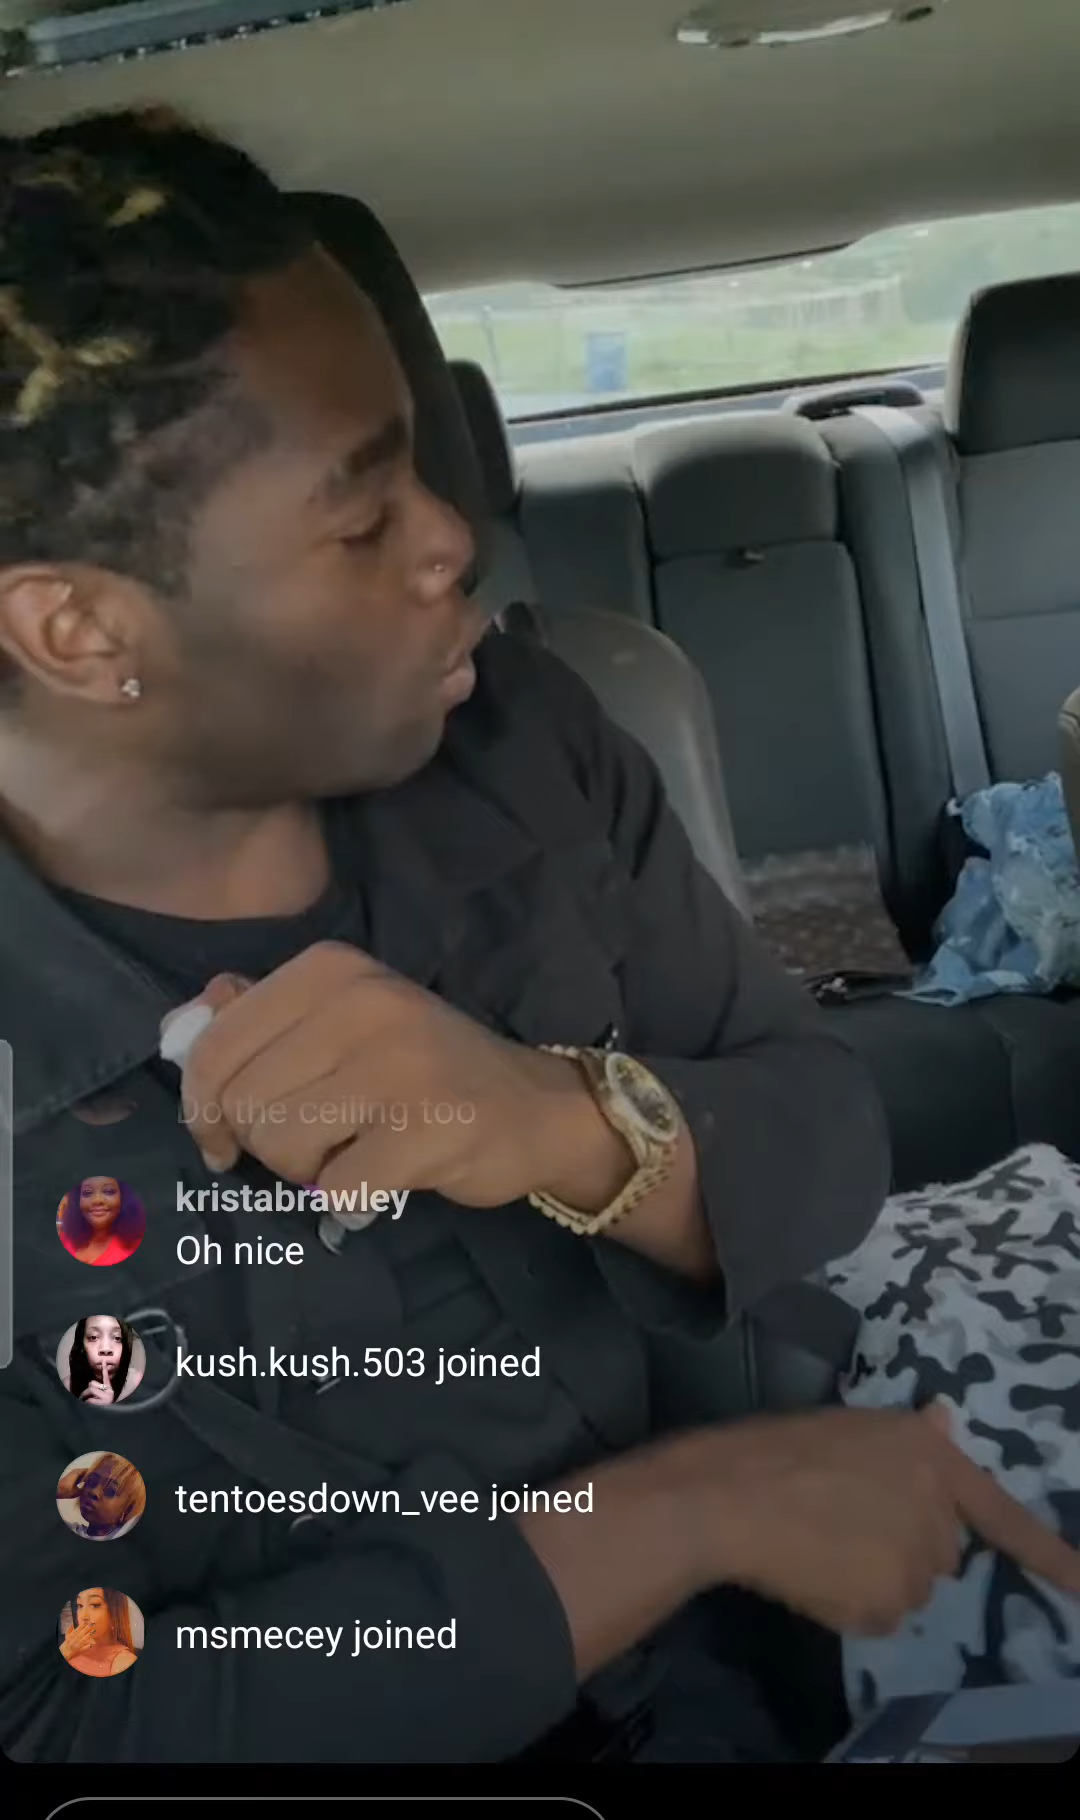 Do the ceiling too
kristabrawley
Oh nice
kush.kush.503 joined
tentoesdown_vee joined
msmecey joined